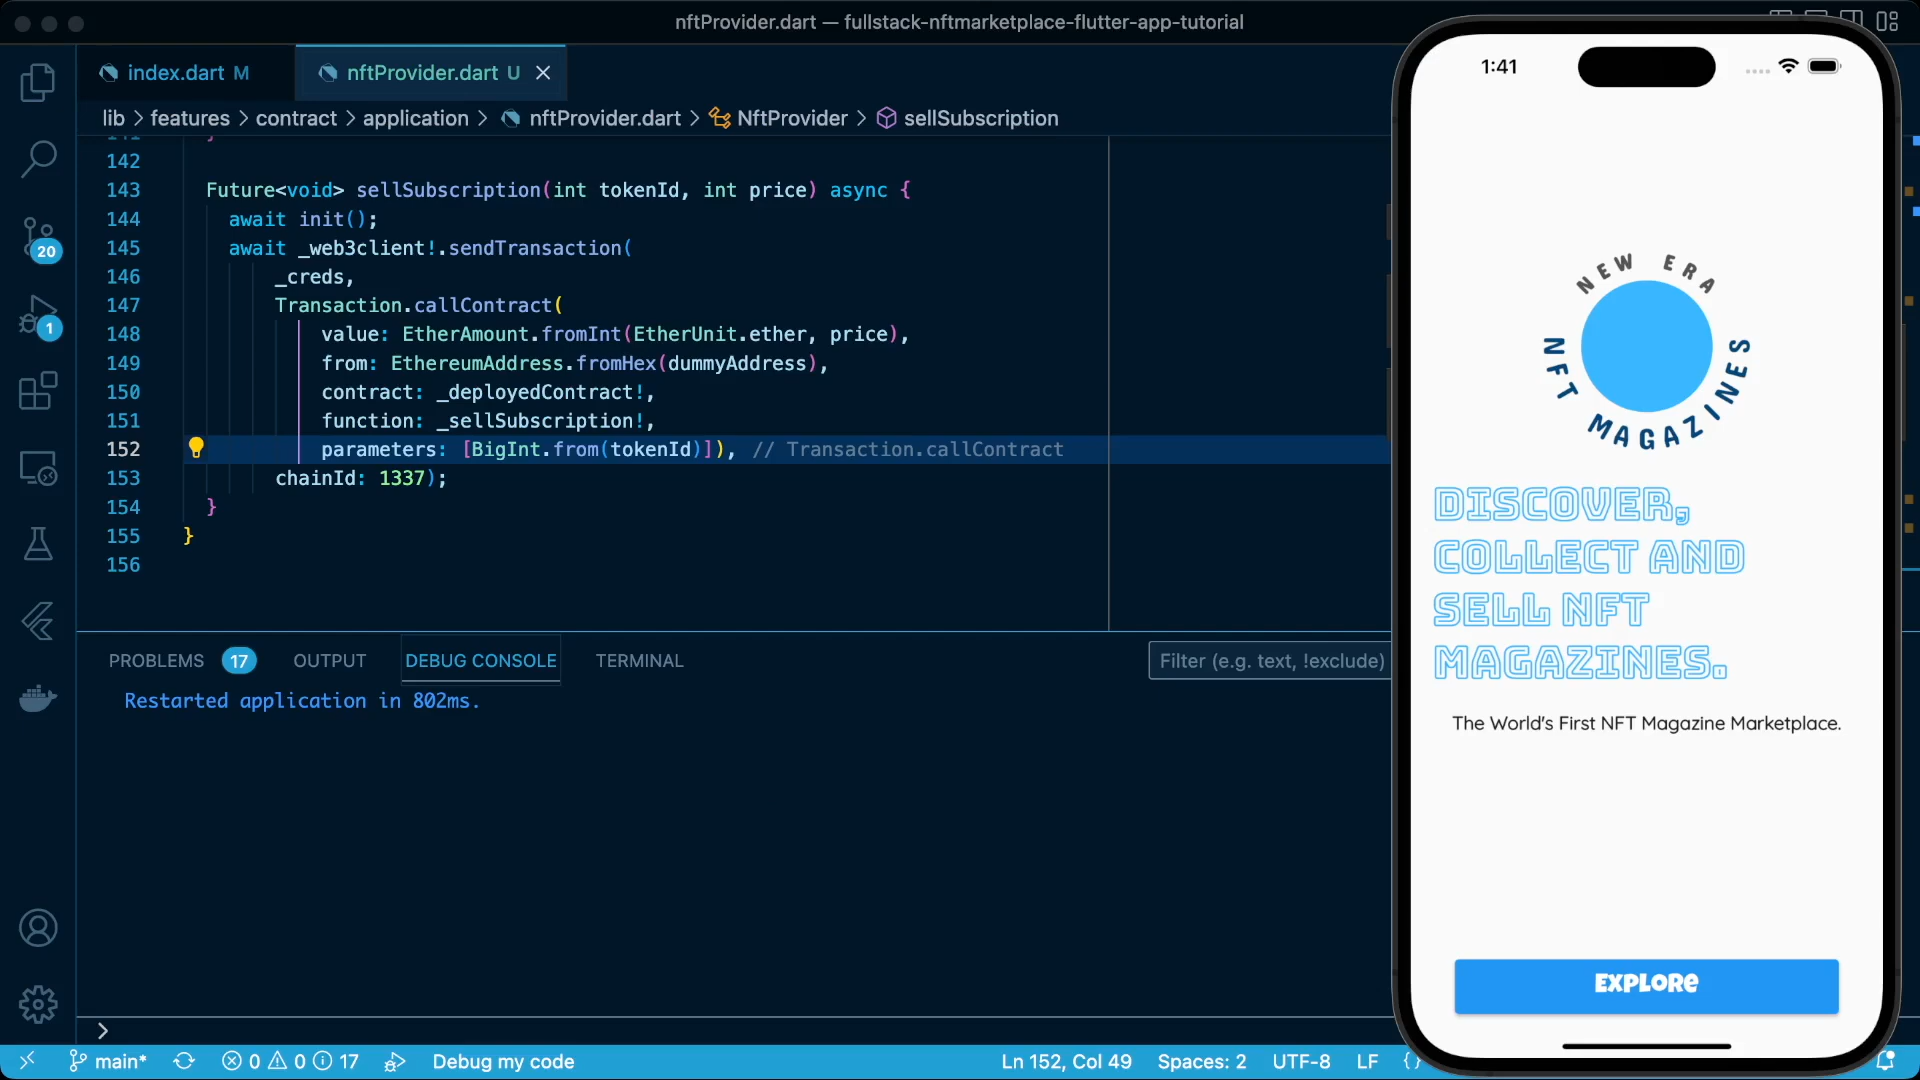 nftProvider.dart — fullstack-nftmarketplace-flutter-app-tutorial
index.dart M
nftProvider.dart U
lib > features > contract > application > nftProvider.dart > NftProvider > sellSubscription
142
143 Future<void> sellSubscription(int tokenId, int price) async {
144 await init();
145 await _web3client!.sendTransaction(
146 _creds,
147 Transaction.callContract(
148 value: EtherAmount.fromInt(EtherUnit.ether, price),
149 from: EthereumAddress.fromHex(dummyAddress),
150 contract: _deployedContract!,
151 function: _sellSubscription!,
152 parameters: [BigInt.from(tokenId)]), // Transaction.callContract
153 chainId: 1337);
154 }
155 }
156
20
1
PROBLEMS 17 OUTPUT DEBUG CONSOLE TERMINAL
Filter (e.g. text, !exclude)
Restarted application in 802ms.
>
main* 0 0 17 Debug my code
Ln 152, Col 49 Spaces: 2 UTF-8 LF {
1:41
NEW ERA
NFT MAGAZINES
DISCOVER,
COLLECT AND
SELL NFT
MAGAZINES.
The World's First NFT Magazine Marketplace.
EXPLORE